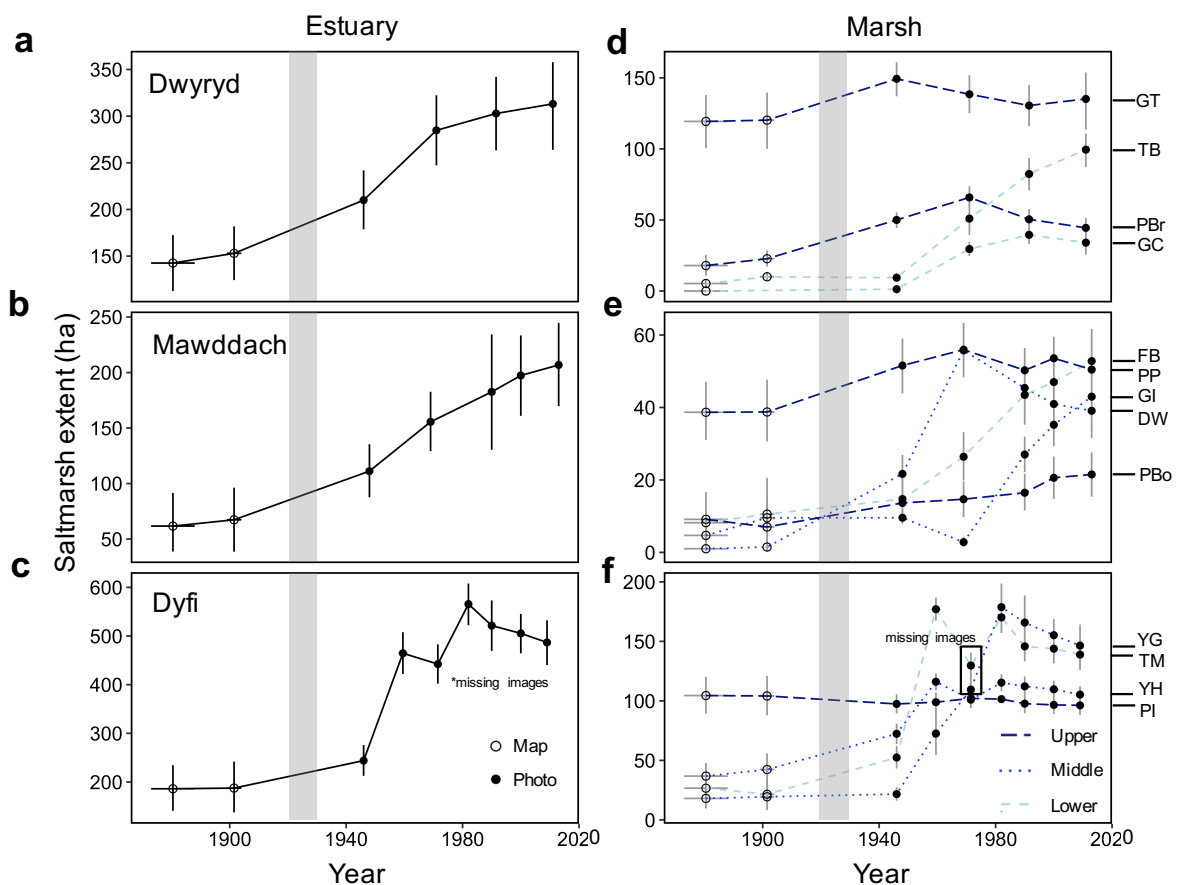 Estuary
Marsh
a
Dwyryd
350
300
250
200
150
d
150
100
50
0
GT
TB
PBr
GC
b
Mawddach
250
200
150
100
50
Saltmarsh extent (ha)
e
60
40
20
0
FB
PP
GI
DW
PBo
c
Dyfi
600
500
400
300
200
*missing images
Map
Photo
1900
1940
1980
2020
Year
f
200
150
100
50
0
missing images
YG
TM
YH
PI
Upper
Middle
Lower
1900
1940
1980
2020
Year